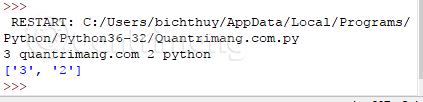 >>>
RESTART: C:/Users/bichthuy/AppData/Local/Programs/
Python/Python36-32/Quantrimang.com.py
3 quantrimang.com 2 python
['3', '2']
>>>